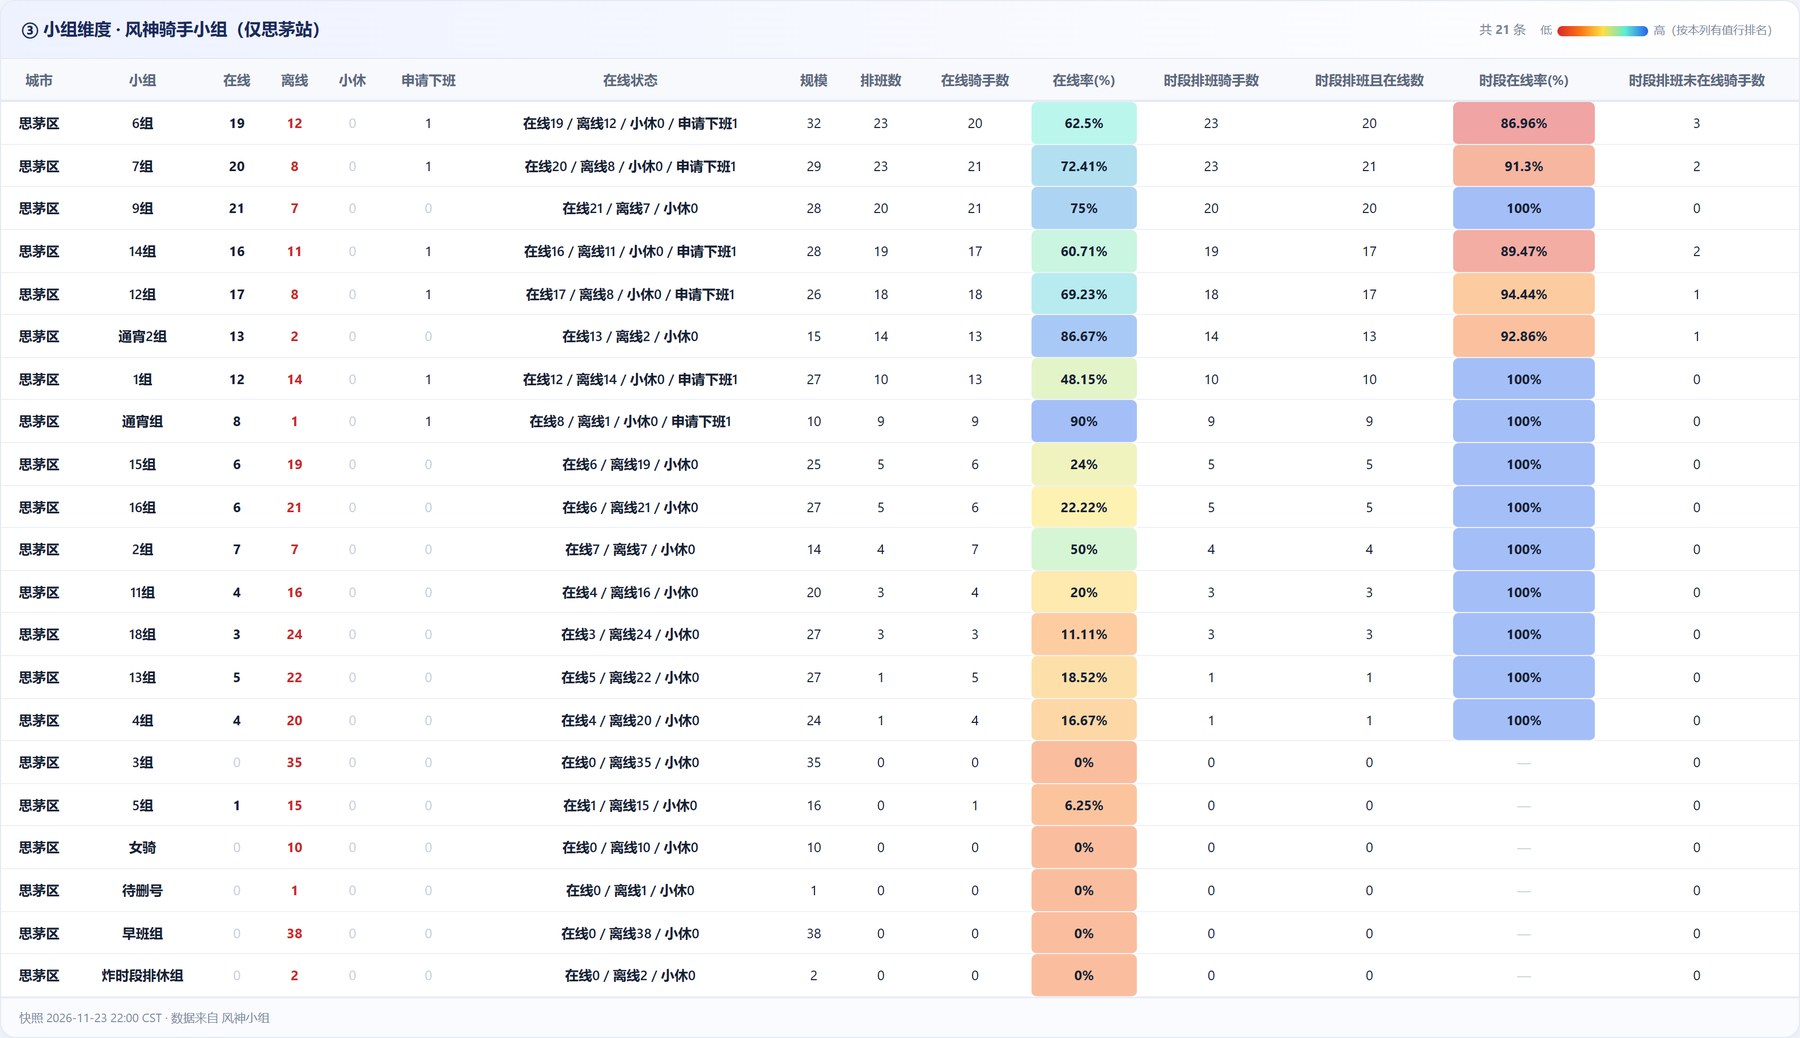 ③ 小组维度 · 风神骑手小组（仅思茅站）
共 21 条 低 高 (按本列有值行排名)
城市 小组 在线 离线 小休 申请下班 在线状态 规模 排班数 在线骑手数 在线率(%) 时段排班骑手数 时段排班且在线数 时段在线率(%) 时段排班未在线骑手数
思茅区 6组 19 12 0 1 在线19 / 离线12 / 小休0 / 申请下班1 32 23 20 62.5% 23 20 86.96% 3
思茅区 7组 20 8 0 1 在线20 / 离线8 / 小休0 / 申请下班1 29 23 21 72.41% 23 21 91.3% 2
思茅区 9组 21 7 0 0 在线21 / 离线7 / 小休0 28 20 21 75% 20 20 100% 0
思茅区 14组 16 11 0 1 在线16 / 离线11 / 小休0 / 申请下班1 28 19 17 60.71% 19 17 89.47% 2
思茅区 12组 17 8 0 1 在线17 / 离线8 / 小休0 / 申请下班1 26 18 18 69.23% 18 17 94.44% 1
思茅区 通宵2组 13 2 0 0 在线13 / 离线2 / 小休0 15 14 13 86.67% 14 13 92.86% 1
思茅区 1组 12 14 0 1 在线12 / 离线14 / 小休0 / 申请下班1 27 10 13 48.15% 10 10 100% 0
思茅区 通宵组 8 1 0 1 在线8 / 离线1 / 小休0 / 申请下班1 10 9 9 90% 9 9 100% 0
思茅区 15组 6 19 0 0 在线6 / 离线19 / 小休0 25 5 6 24% 5 5 100% 0
思茅区 16组 6 21 0 0 在线6 / 离线21 / 小休0 27 5 6 22.22% 5 5 100% 0
思茅区 2组 7 7 0 0 在线7 / 离线7 / 小休0 14 4 7 50% 4 4 100% 0
思茅区 11组 4 16 0 0 在线4 / 离线16 / 小休0 20 3 4 20% 3 3 100% 0
思茅区 18组 3 24 0 0 在线3 / 离线24 / 小休0 27 3 3 11.11% 3 3 100% 0
思茅区 13组 5 22 0 0 在线5 / 离线22 / 小休0 27 1 5 18.52% 1 1 100% 0
思茅区 4组 4 20 0 0 在线4 / 离线20 / 小休0 24 1 4 16.67% 1 1 100% 0
思茅区 3组 0 35 0 0 在线0 / 离线35 / 小休0 35 0 0 0% 0 0 — 0
思茅区 5组 1 15 0 0 在线1 / 离线15 / 小休0 16 0 1 6.25% 0 0 — 0
思茅区 女骑 0 10 0 0 在线0 / 离线10 / 小休0 10 0 0 0% 0 0 — 0
思茅区 待删号 0 1 0 0 在线0 / 离线1 / 小休0 1 0 0 0% 0 0 — 0
思茅区 早班组 0 38 0 0 在线0 / 离线38 / 小休0 38 0 0 0% 0 0 — 0
思茅区 炸时段排休组 0 2 0 0 在线0 / 离线2 / 小休0 2 0 0 0% 0 0 — 0
快照 2026-11-23 22:00 CST · 数据来自 风神小组